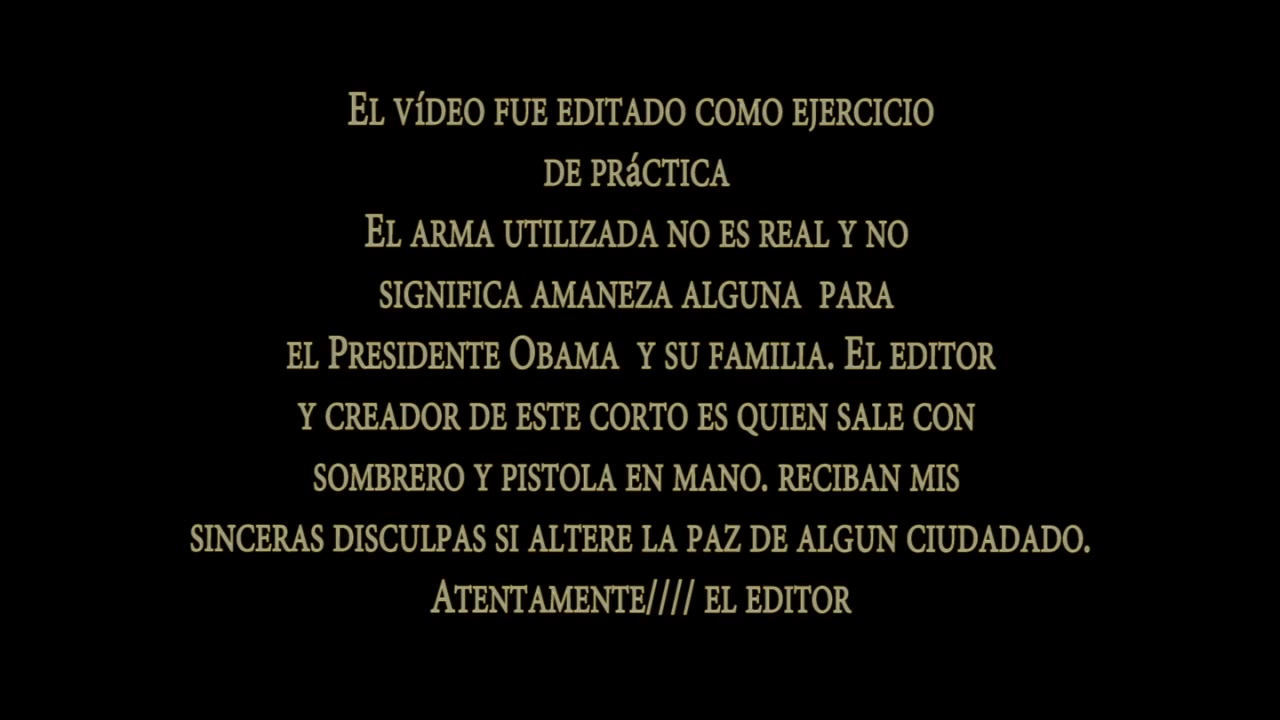 El vídeo fue editado como ejercicio
de práctica
El arma utilizada no es real y no
significa amaneza alguna para
el Presidente Obama y su familia. El editor
y creador de este corto es quien sale con
sombrero y pistola en mano. reciban mis
sinceras disculpas si altere la paz de algun ciudadado.
Atentamente//// el editor